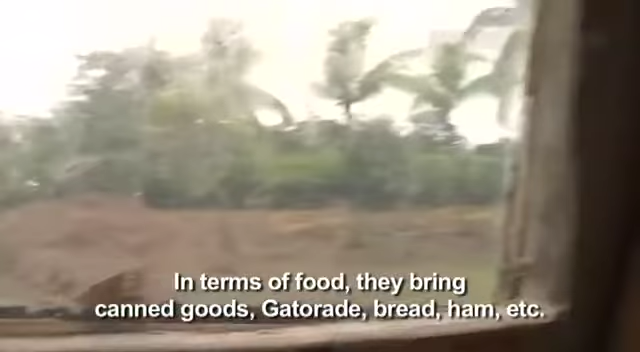 In terms of food, they bring
canned goods, Gatorade, bread, ham, etc.